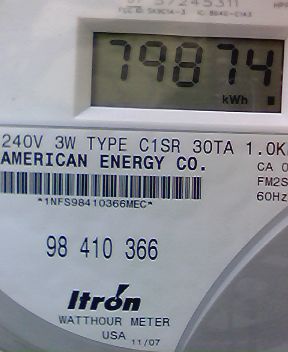 79874
kWh
240V 3W TYPE C1SR 30TA 1.0K
AMERICAN ENERGY CO.
CA 0
FM2S
60Hz
*1NFS98410366MEC*
98 410 366
Itron
WATTHOUR METER
USA 11/07